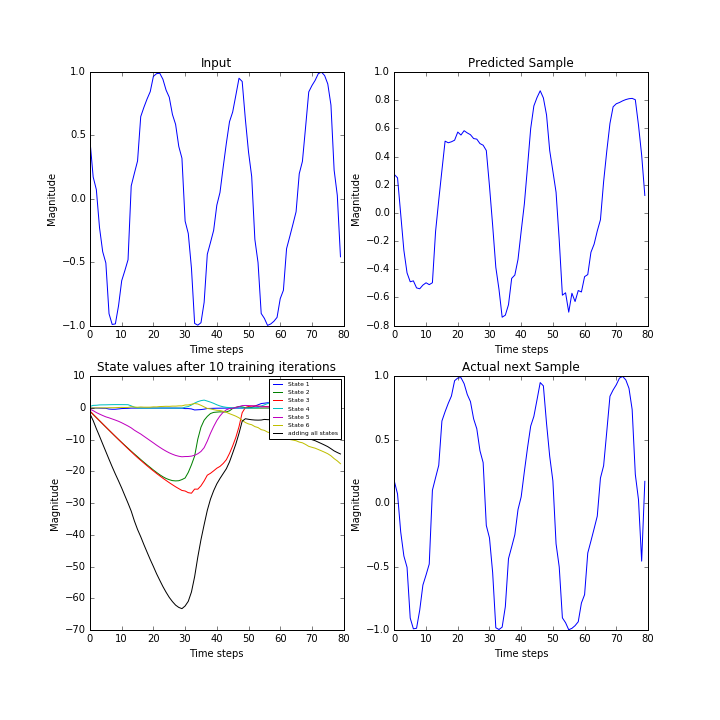 Input
Magnitude
1.0
0.5
0.0
−0.5
−1.0
0 10 20 30 40 50 60 70 80
Time steps
Predicted Sample
Magnitude
1.0
0.8
0.6
0.4
0.2
0.0
−0.2
−0.4
−0.6
−0.8
0 10 20 30 40 50 60 70 80
Time steps
State values after 10 training iterations
Magnitude
10
0
−10
−20
−30
−40
−50
−60
−70
0 10 20 30 40 50 60 70 80
Time steps
State 1
State 2
State 3
State 4
State 5
State 6
adding all states
Actual next Sample
Magnitude
1.0
0.5
0.0
−0.5
−1.0
0 10 20 30 40 50 60 70 80
Time steps